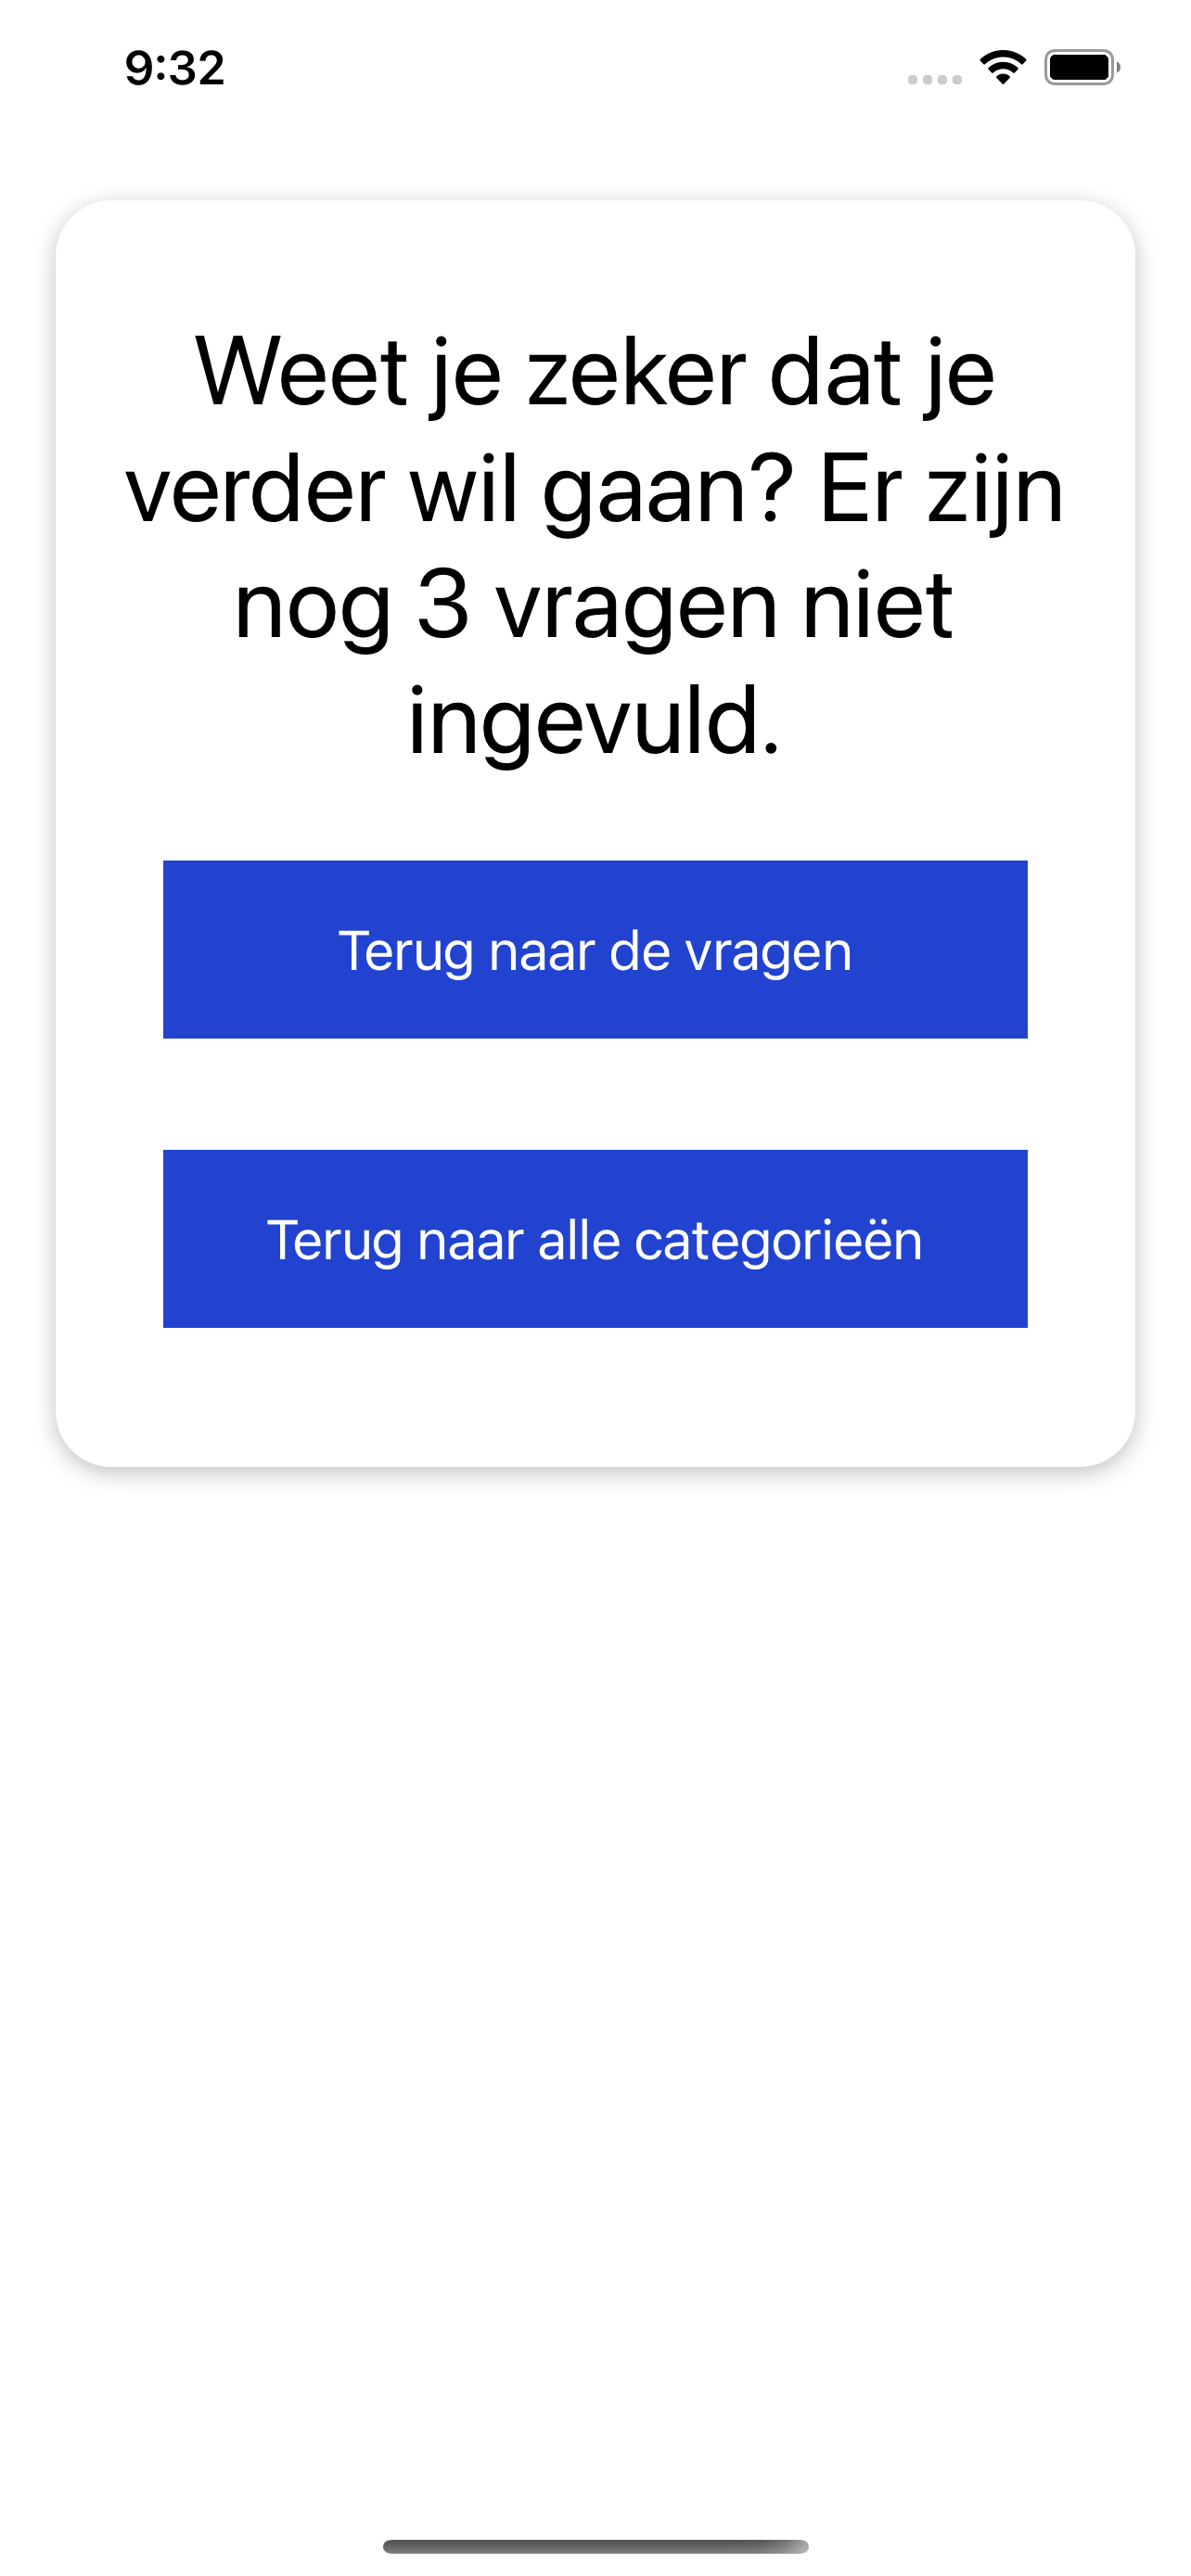 9:32
Weet je zeker dat je
verder wil gaan? Er zijn
nog 3 vragen niet
ingevuld.
Terug naar de vragen
Terug naar alle categorieën